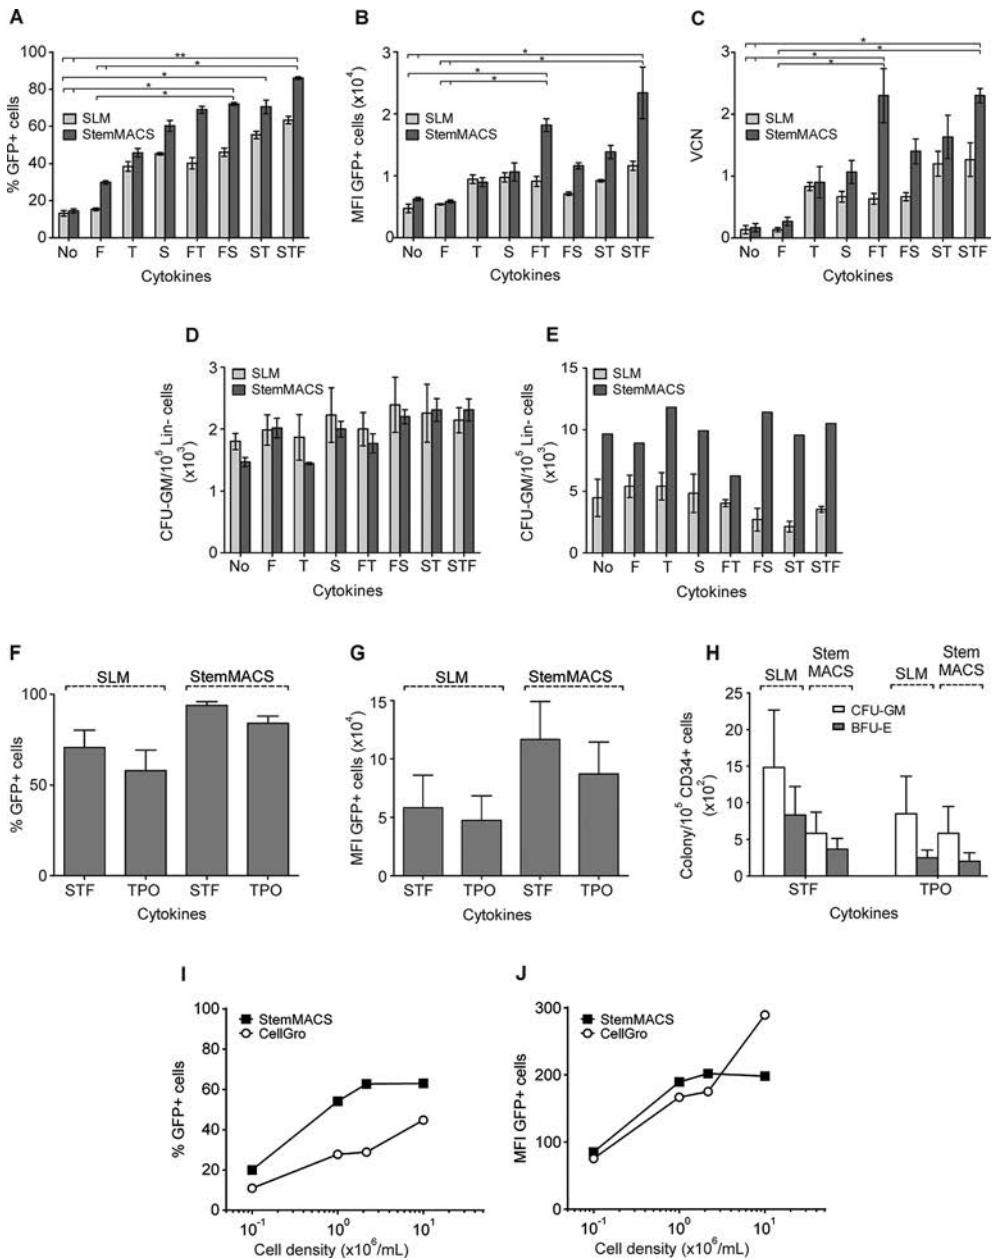 A
B
C
** 
*
*
*
*
100
80
60
40
20
0
% GFP+ cells
SLM
StemMACS
No F T S FT FS ST STF
Cytokines
*
*
*
*
3
2
1
0
MFI GFP+ cells (x10⁴)
SLM
StemMACS
No F T S FT FS ST STF
Cytokines
*
*
*
*
3
2
1
0
VCN
SLM
StemMACS
No F T S FT FS ST STF
Cytokines
D
E
3
2
1
0
CFU-GM/10⁵ Lin- cells
(x10³)
SLM
StemMACS
No F T S FT FS ST STF
Cytokines
15
10
5
0
CFU-GM/10⁵ Lin- cells
(x10³)
SLM
StemMACS
No F T S FT FS ST STF
Cytokines
F
G
H
SLM StemMACS
100
50
0
% GFP+ cells
STF TPO STF TPO
Cytokines
SLM StemMACS
15
10
5
0
MFI GFP+ cells (x10⁴)
STF TPO STF TPO
Cytokines
SLM
Stem
MACS
SLM
Stem
MACS
25
20
15
10
5
0
Colony/10⁵ CD34+ cells
(x10²)
CFU-GM
BFU-E
STF TPO
Cytokines
I
J
100
80
60
40
20
0
% GFP+ cells
StemMACS
CellGro
10⁻¹ 10⁰ 10¹
Cell density (x10⁶/mL)
300
200
100
0
MFI GFP+ cells
StemMACS
CellGro
10⁻¹ 10⁰ 10¹
Cell density (x10⁶/mL)